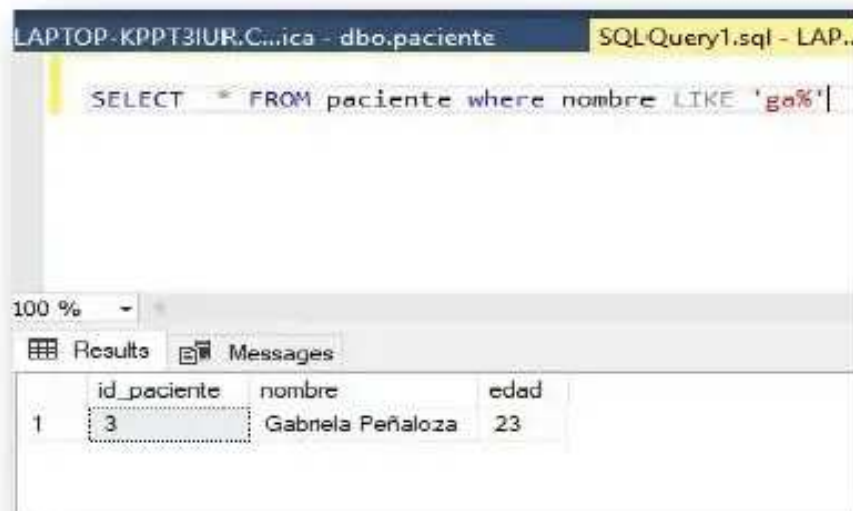 LAPTOP-KPPT3IUR.C...ica - dbo.paciente SQLQuery1.sql - LAP...
SELECT * FROM paciente where nombre LIKE 'ga%'
100 %
Results Messages
id_paciente nombre edad
1 3 Gabriela Peñaloza 23